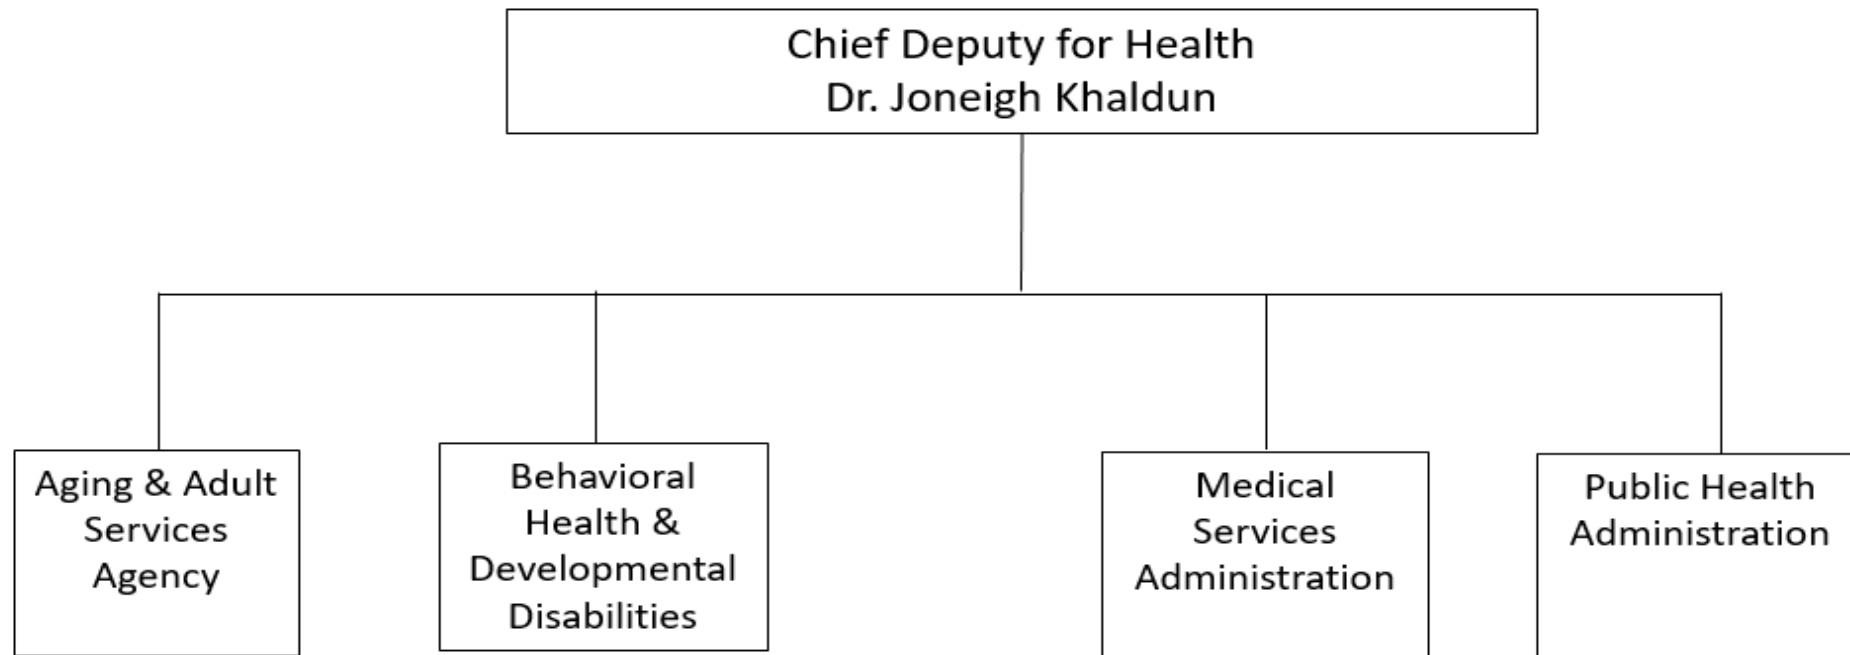 Chief Deputy for Health
Dr. Joneigh Khaldun
Aging & Adult
Services
Agency
Behavioral
Health &
Developmental
Disabilities
Medical
Services
Administration
Public Health
Administration